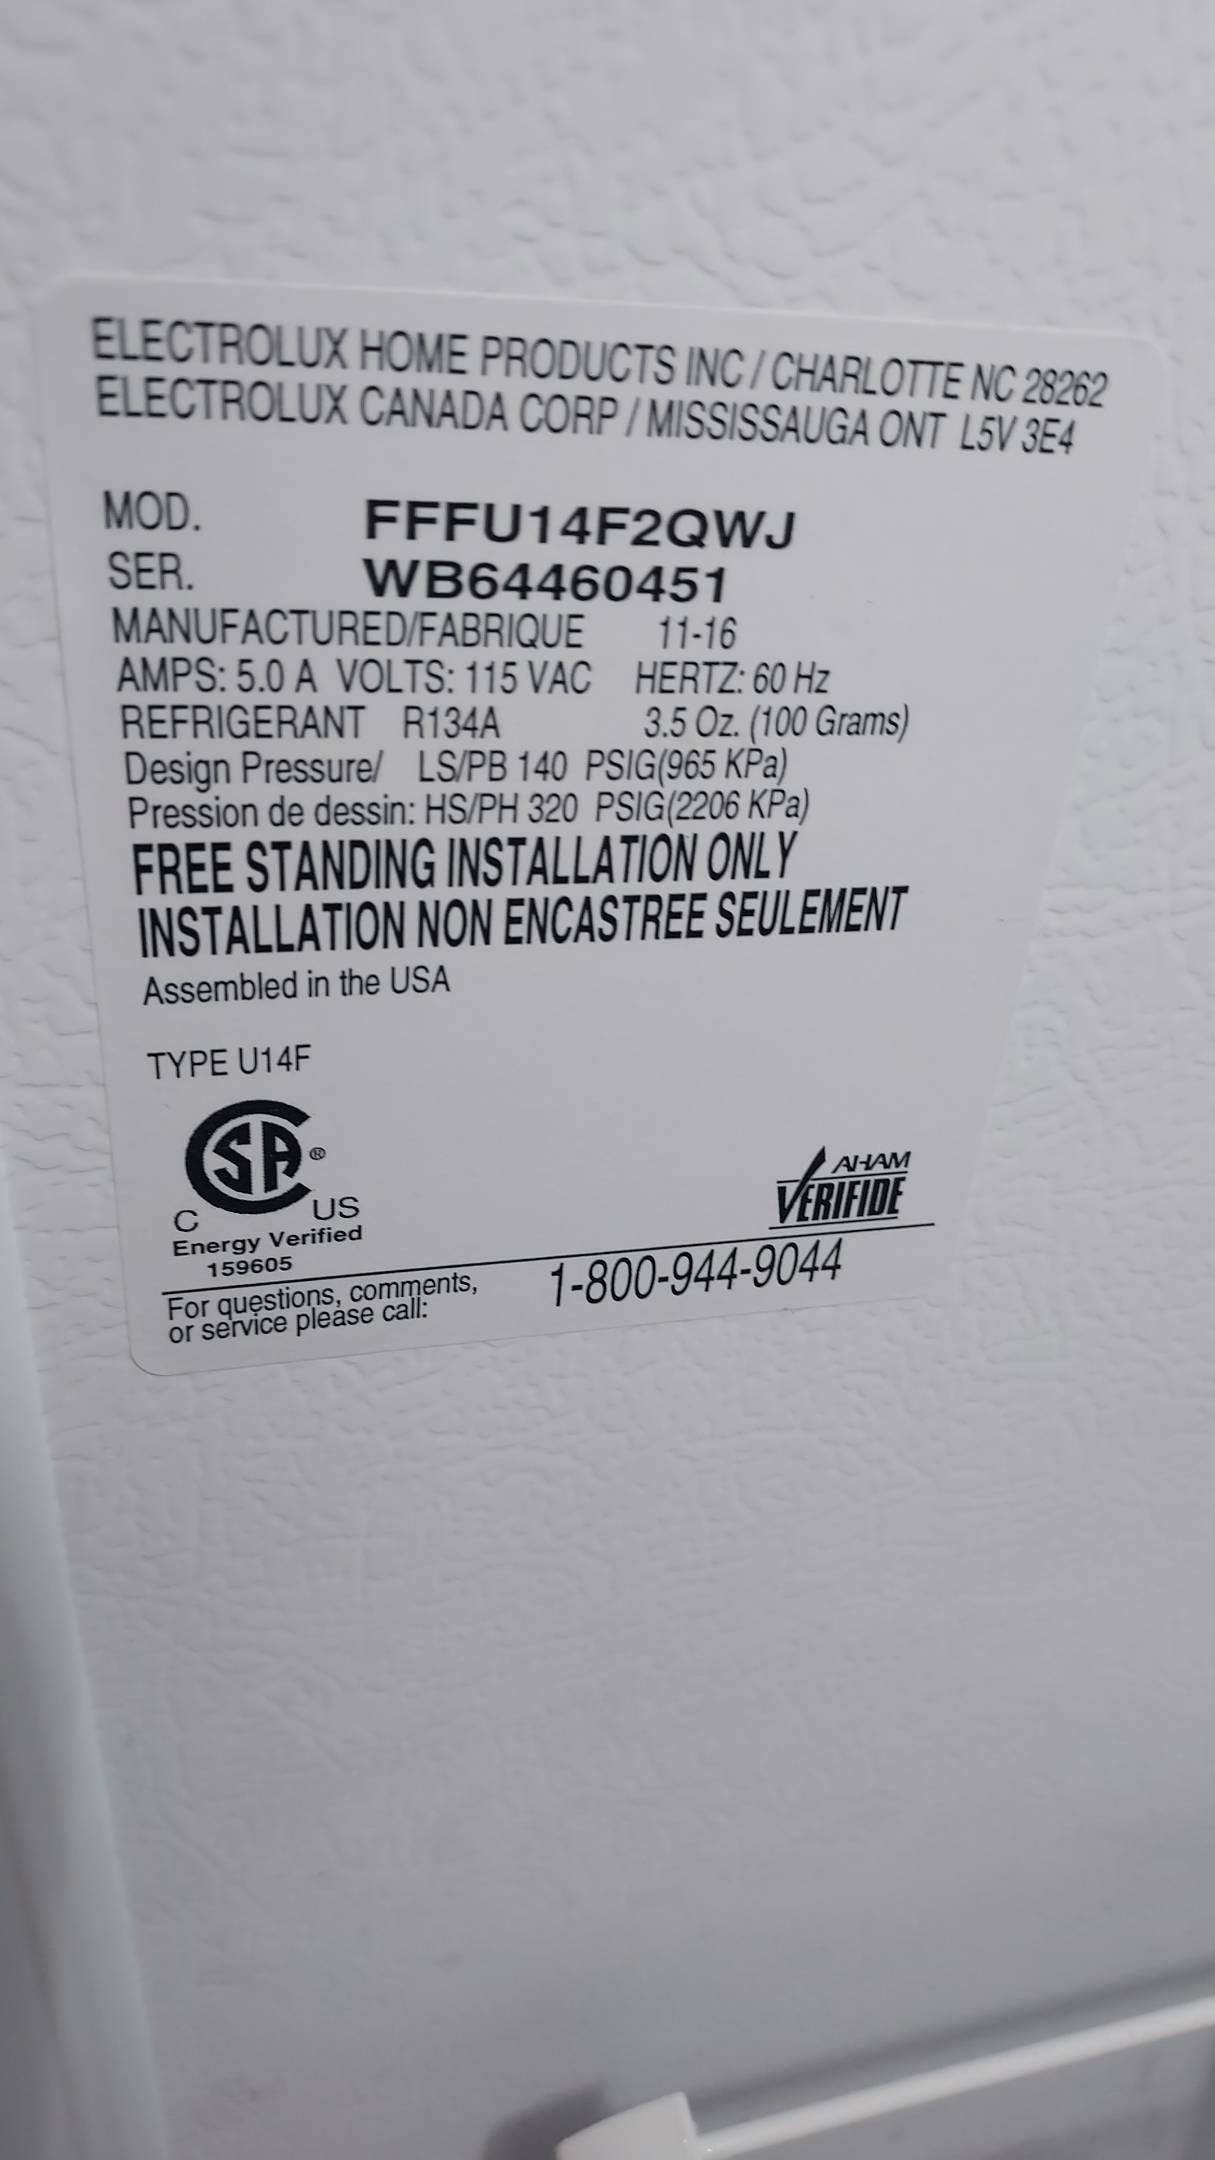 ELECTROLUX HOME PRODUCTS INC / CHARLOTTE NC 28262
ELECTROLUX CANADA CORP / MISSISSAUGA ONT L5V 3E4
MOD. FFFU14F2QWJ
SER. WB64460451
MANUFACTURED/FABRIQUE 11-16
AMPS: 5.0 A VOLTS: 115 VAC HERTZ: 60 Hz
REFRIGERANT R134A 3.5 Oz. (100 Grams)
Design Pressure/ LS/PB 140 PSIG(965 KPa)
Pression de dessin: HS/PH 320 PSIG(2206 KPa)
FREE STANDING INSTALLATION ONLY
INSTALLATION NON ENCASTREE SEULEMENT
Assembled in the USA
TYPE U14F
CSA ®
C US
Energy Verified
159605
AHAM
VERIFIDE
For questions, comments,
or service please call:
1-800-944-9044